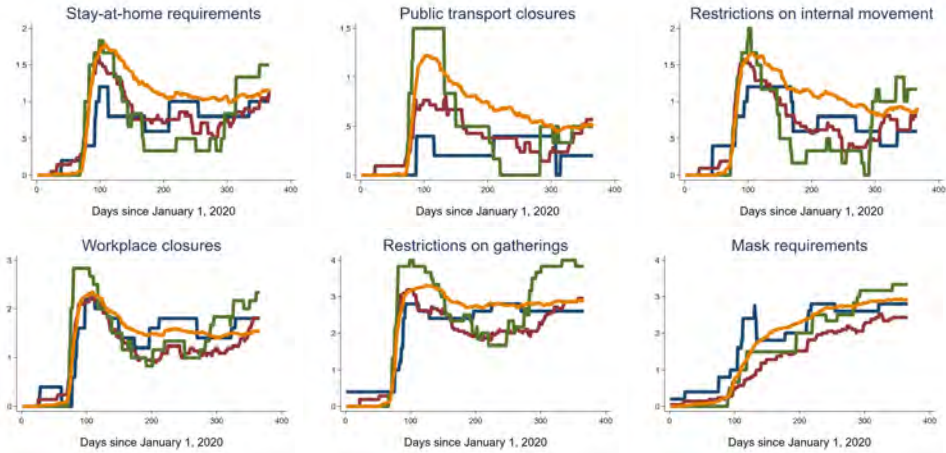 Stay-at-home requirements
2
1.5
1
.5
0
0 100 200 300 400
Days since January 1, 2020
Public transport closures
1.5
1
.5
0
0 100 200 300 400
Days since January 1, 2020
Restrictions on internal movement
2
1.5
1
.5
0
0 100 200 300 400
Days since January 1, 2020
Workplace closures
3
2
1
0
0 100 200 300 400
Days since January 1, 2020
Restrictions on gatherings
4
3
2
1
0
0 100 200 300 400
Days since January 1, 2020
Mask requirements
4
3
2
1
0
0 100 200 300 400
Days since January 1, 2020